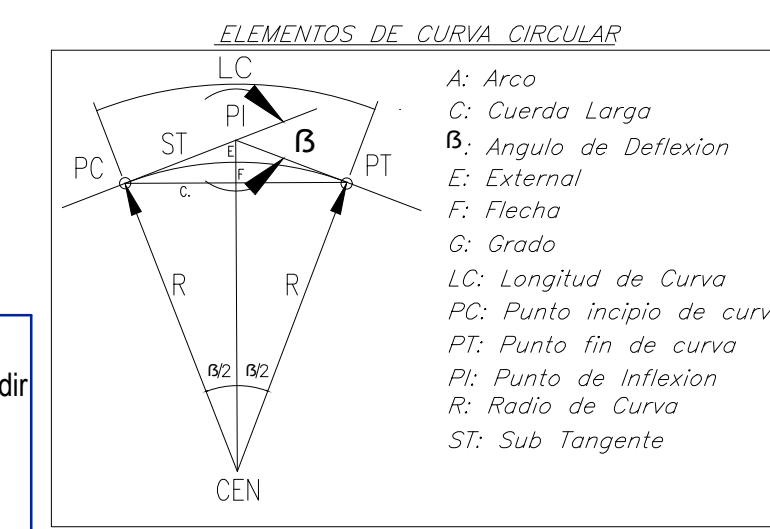 ELEMENTOS DE CURVA CIRCULAR
LC
PI
ST
ß
E
PC
PT
F
C.
R
R
ß/2
ß/2
CEN
A: Arco
C: Cuerda Larga
ß: Angulo de Deflexion
E: External
F: Flecha
G: Grado
LC: Longitud de Curva
PC: Punto incipio de curv
PT: Punto fin de curva
PI: Punto de Inflexion
R: Radio de Curva
ST: Sub Tangente
dir